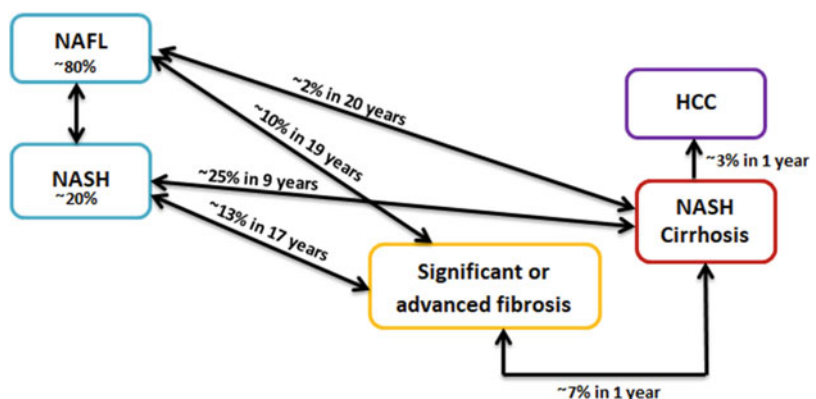 NAFL
~80%
~2% in 20 years
~10% in 19 years
HCC
~3% in 1 year
NASH
~20%
~25% in 9 years
~13% in 17 years
NASH
Cirrhosis
Significant or
advanced fibrosis
~7% in 1 year